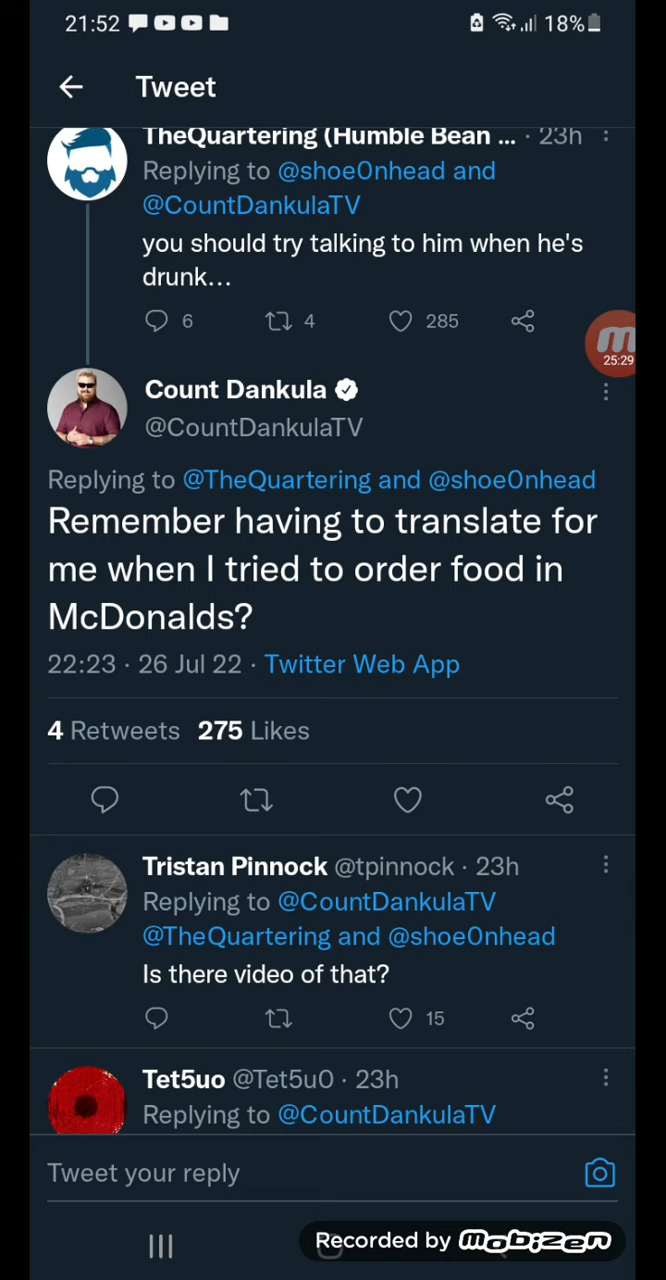 21:52
18%
Tweet
TheQuartering (Humble Bean ... · 23h
Replying to @shoe0nhead and
@CountDankulaTV
you should try talking to him when he's
drunk...
6 4 285
25:29
Count Dankula
@CountDankulaTV
Replying to @TheQuartering and @shoe0nhead
Remember having to translate for
me when I tried to order food in
McDonalds?
22:23 · 26 Jul 22 · Twitter Web App
4 Retweets 275 Likes
Tristan Pinnock @tpinnock · 23h
Replying to @CountDankulaTV
@TheQuartering and @shoe0nhead
Is there video of that?
15
Tet5uo @Tet5u0 · 23h
Replying to @CountDankulaTV
Tweet your reply
Recorded by mobizen